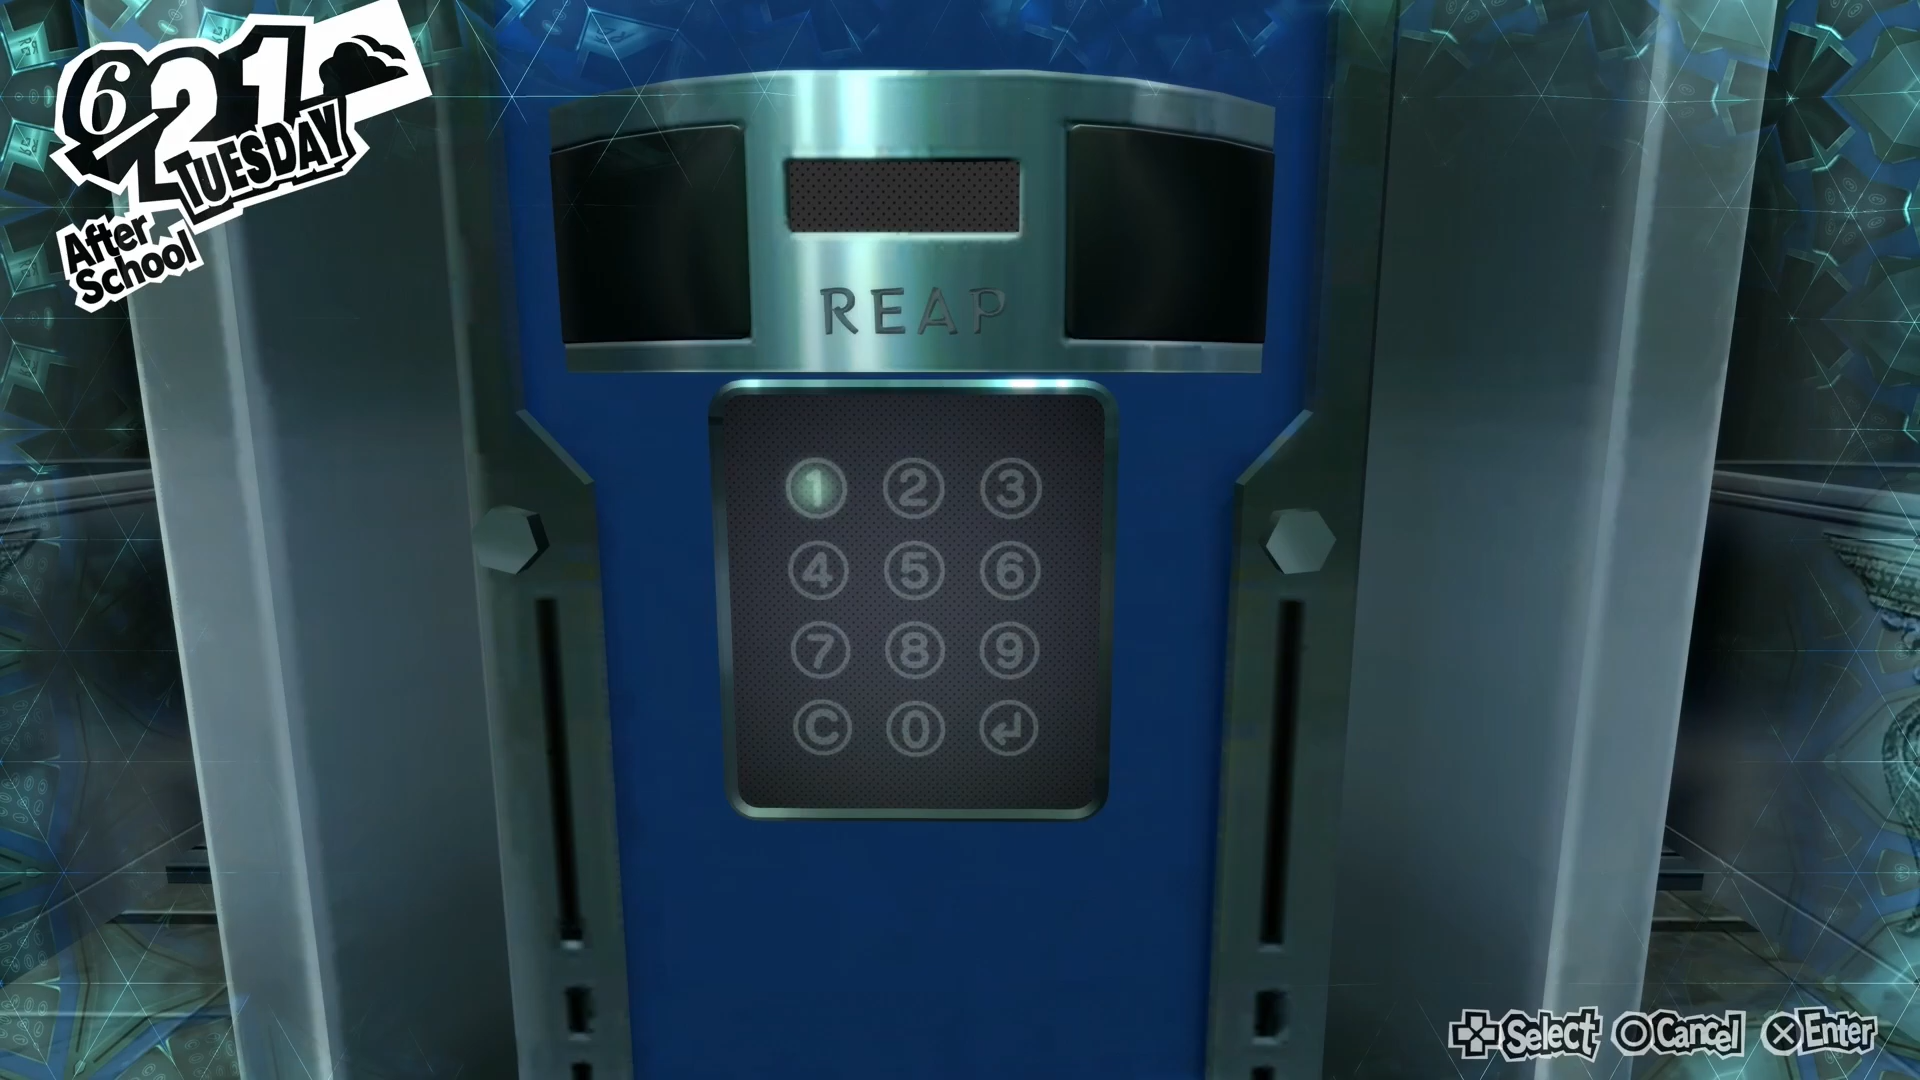 6/21
TUESDAY
After
School
REAP
1 2 3
4 5 6
7 8 9
C 0
Select Cancel Enter